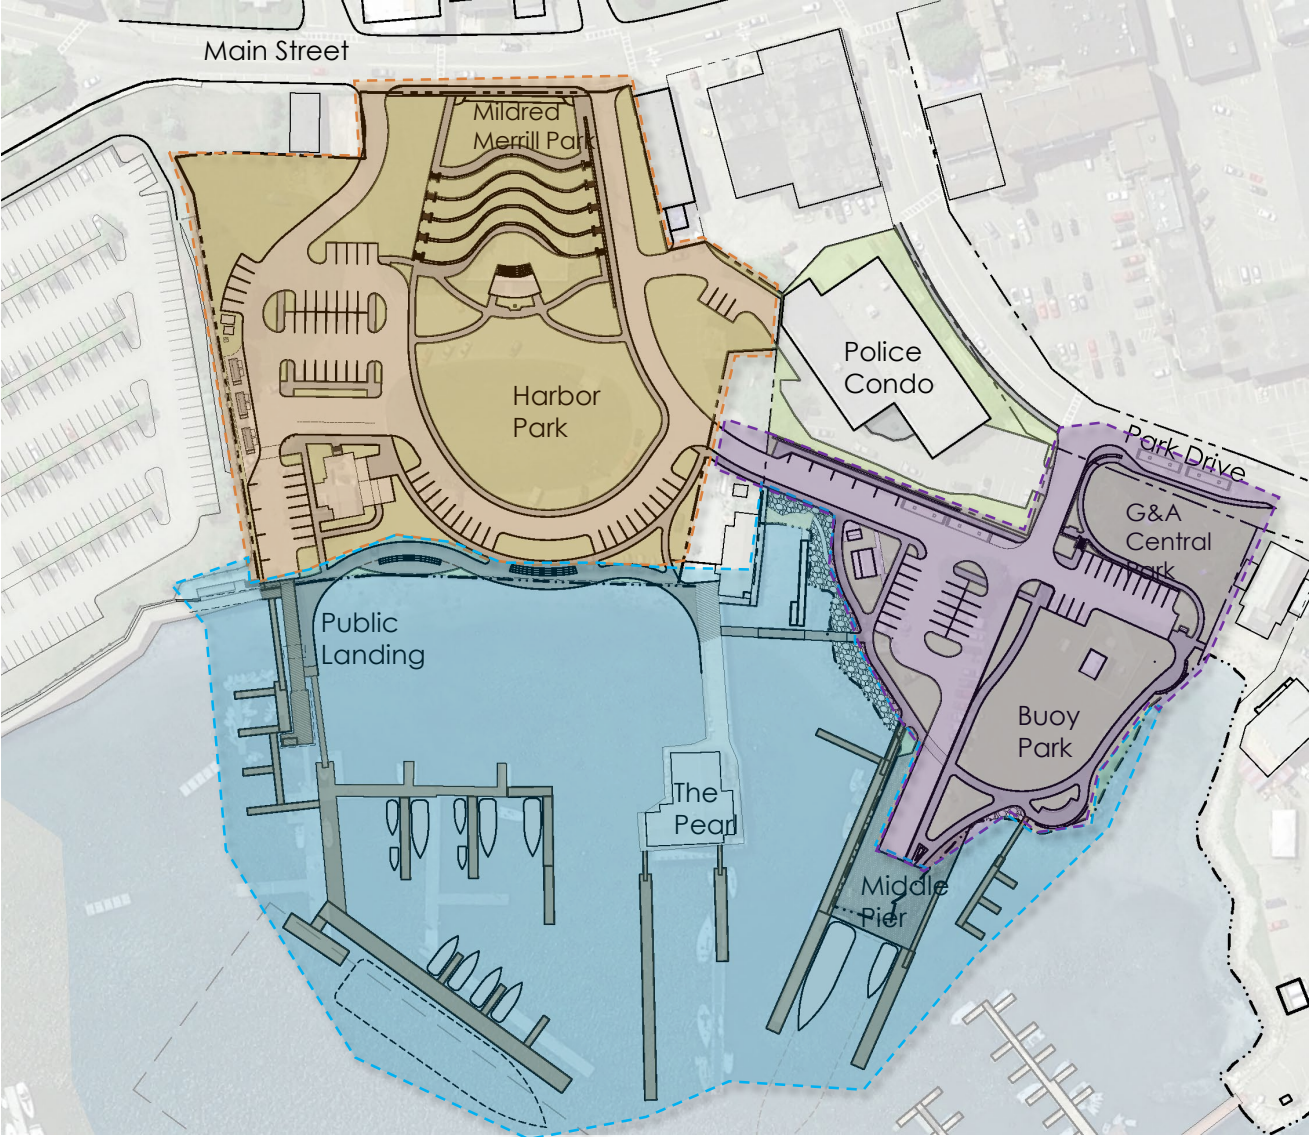 Main Street
Mildred
Merrill Park
Police
Condo
Harbor
Park
Park Drive
G&A
Central
Park
Public
Landing
Buoy
Park
The
Pearl
Middle
Pier